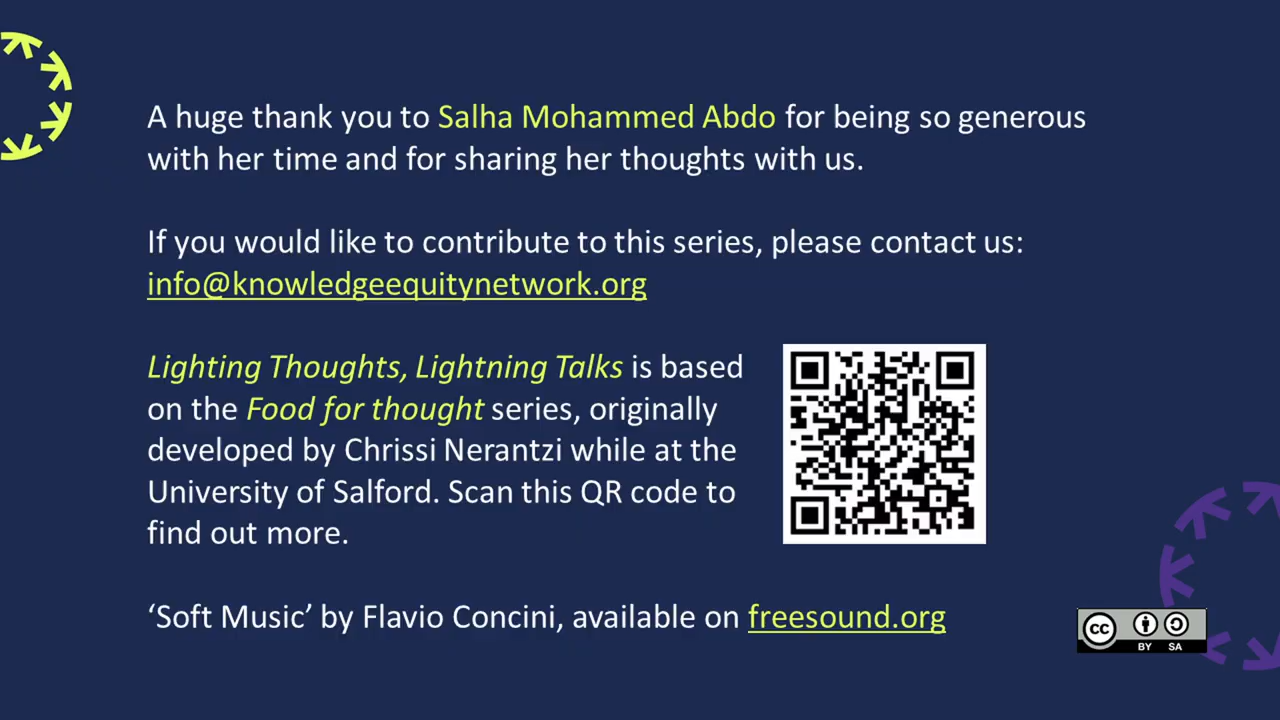 A huge thank you to Salha Mohammed Abdo for being so generous
with her time and for sharing her thoughts with us.
If you would like to contribute to this series, please contact us:
info@knowledgeequitynetwork.org
Lighting Thoughts, Lightning Talks is based
on the Food for thought series, originally
developed by Chrissi Nerantzi while at the
University of Salford. Scan this QR code to
find out more.
‘Soft Music’ by Flavio Concini, available on freesound.org
cc
BY SA